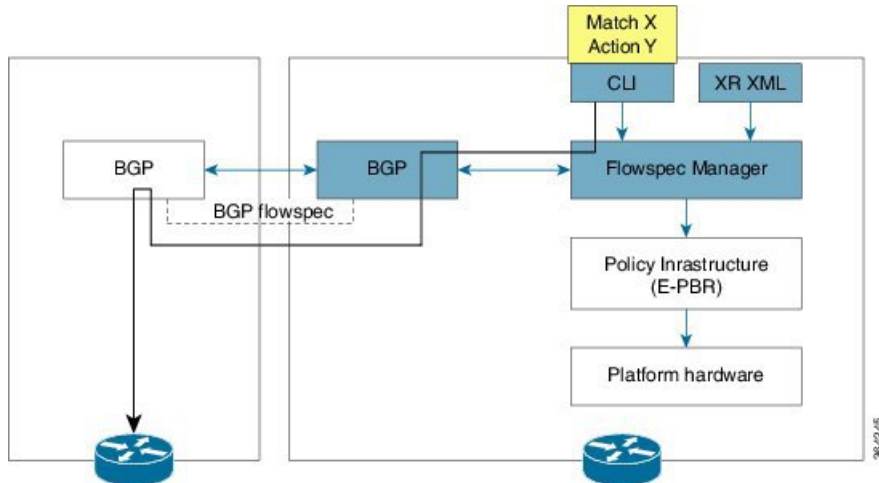 Match X
Action Y
CLI
XR XML
BGP
BGP
Flowspec Manager
BGP flowspec
Policy Inrastructure
(E-PBR)
Platform hardware